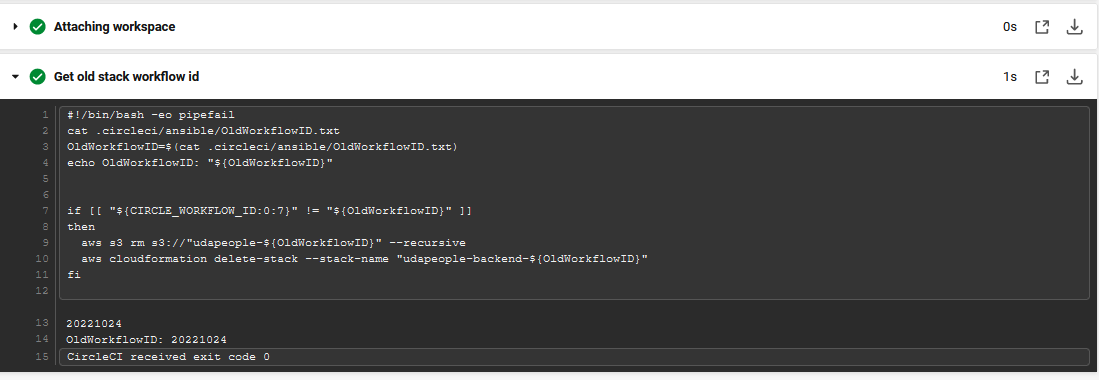 Attaching workspace 0s
Get old stack workflow id 1s
1 #!/bin/bash -eo pipefail
2 cat .circleci/ansible/OldWorkflowID.txt
3 OldWorkflowID=$(cat .circleci/ansible/OldWorkflowID.txt)
4 echo OldWorkflowID: "${OldWorkflowID}"
5
6
7 if [[ "${CIRCLE_WORKFLOW_ID:0:7}" != "${OldWorkflowID}" ]]
8 then
9   aws s3 rm s3://"udapeople-${OldWorkflowID}" --recursive
10   aws cloudformation delete-stack --stack-name "udapeople-backend-${OldWorkflowID}"
11 fi
12
13 20221024
14 OldWorkflowID: 20221024
15 CircleCI received exit code 0